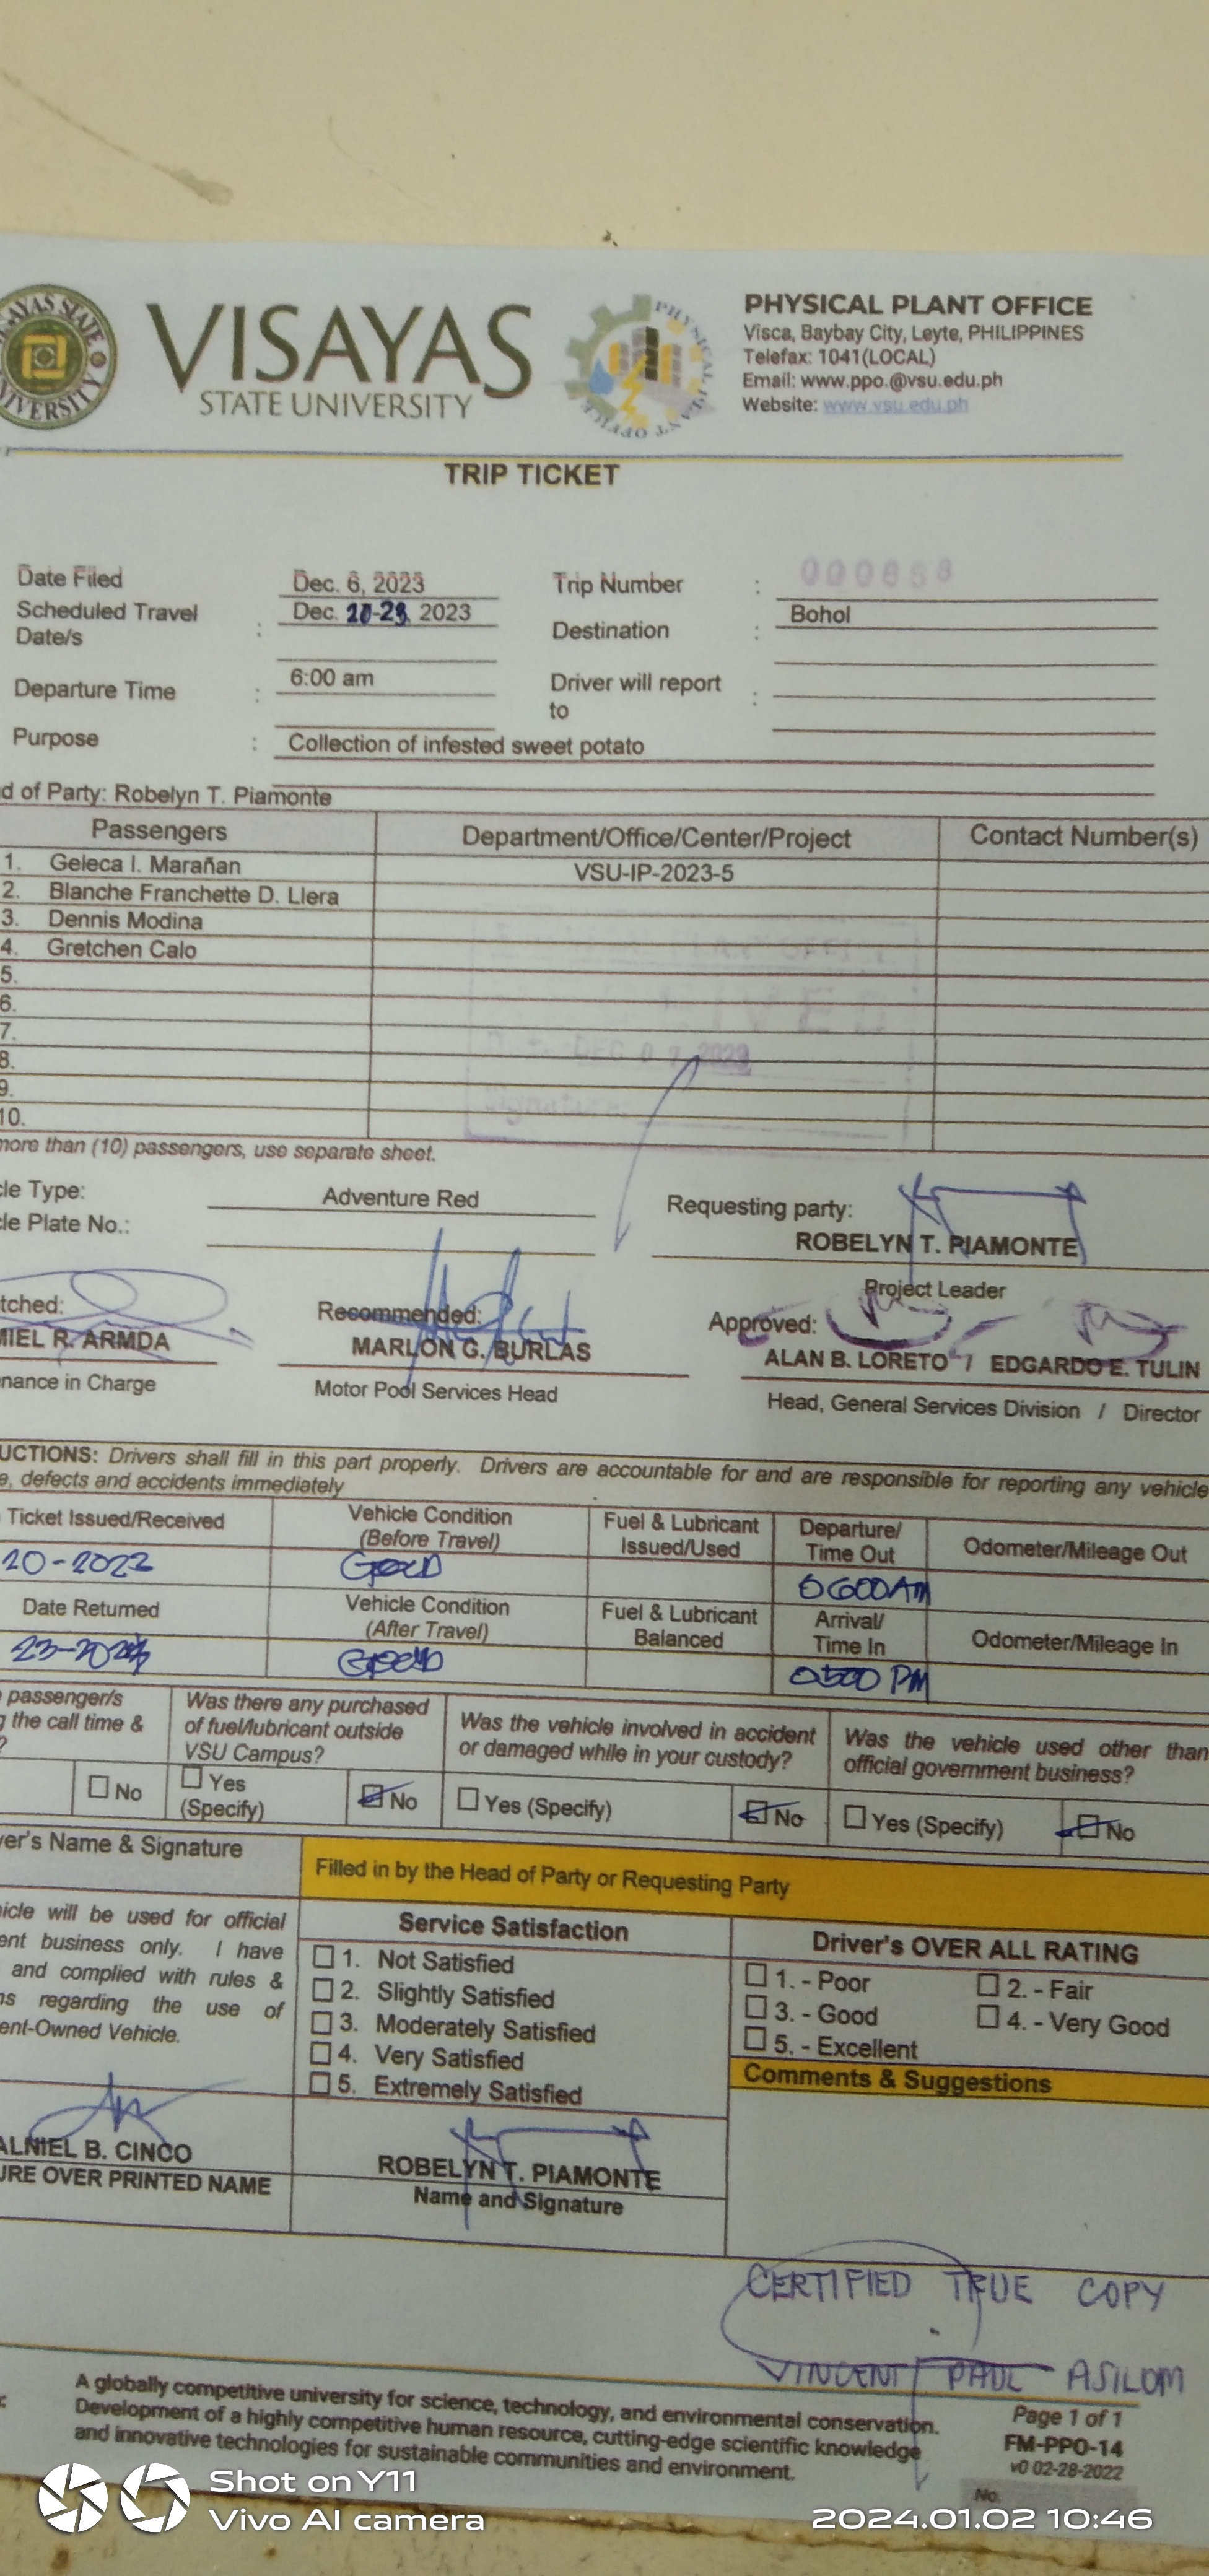 VISAYAS
STATE UNIVERSITY
PHYSICAL PLANT OFFICE
Visca, Baybay City, Leyte, PHILIPPINES
Telefax: 1041(LOCAL)
Email: www.ppo.@vsu.edu.ph
Website: www.vsu.edu.ph
TRIP TICKET
Date Filed Dec. 6, 2023 Trip Number :
Scheduled Travel Date/s : Dec. 20-23, 2023 Destination : Bohol
Departure Time : 6:00 am Driver will report to :
Purpose : Collection of infested sweet potato
d of Party: Robelyn T. Piamonte
Passengers Department/Office/Center/Project Contact Number(s)
1. Geleca I. Marañan VSU-IP-2023-5
2. Blanche Franchette D. Llera
3. Dennis Modina
4. Gretchen Calo
5.
6.
7.
8.
9.
10.
more than (10) passengers, use separate sheet.
cle Type: Adventure Red Requesting party:
cle Plate No.: ROBELYN T. PIAMONTE
Project Leader
tched: Recommended: Approved:
MIEL R. ARMDA MARLON G. BURLAS ALAN B. LORETO / EDGARDO E. TULIN
nance in Charge Motor Pool Services Head Head, General Services Division / Director
UCTIONS: Drivers shall fill in this part properly. Drivers are accountable for and are responsible for reporting any vehicle
e, defects and accidents immediately
Ticket Issued/Received Vehicle Condition (Before Travel) Fuel & Lubricant Issued/Used Departure/ Time Out Odometer/Mileage Out
20-2023 GOOD 0600AM
Date Returned Vehicle Condition (After Travel) Fuel & Lubricant Balanced Arrival/ Time In Odometer/Mileage In
GOOD 0500 PM
passenger/s
g the call time &
?
No
Was there any purchased
of fuel/lubricant outside
VSU Campus?
Yes (Specify) No
Was the vehicle involved in accident
or damaged while in your custody?
Yes (Specify) No
Was the vehicle used other than
official government business?
Yes (Specify) No
ver's Name & Signature
Filled in by the Head of Party or Requesting Party
icle will be used for official
ent business only. I have
and complied with rules &
ns regarding the use of
ent-Owned Vehicle.
Service Satisfaction
1. Not Satisfied
2. Slightly Satisfied
3. Moderately Satisfied
4. Very Satisfied
5. Extremely Satisfied
Driver's OVER ALL RATING
1. - Poor 2. - Fair
3. - Good 4. - Very Good
5. - Excellent
Comments & Suggestions
ALNIEL B. CINCO
URE OVER PRINTED NAME
ROBELYN T. PIAMONTE
Name and Signature
CERTIFIED TRUE COPY
VINCENT PAUL ASILOM
A globally competitive university for science, technology, and environmental conservation.
Development of a highly competitive human resource, cutting-edge scientific knowledge
and innovative technologies for sustainable communities and environment.
Page 1 of 1
FM-PPO-14
v0 02-28-2022
No.
Shot on Y11
Vivo AI camera
2024.01.02 10:46